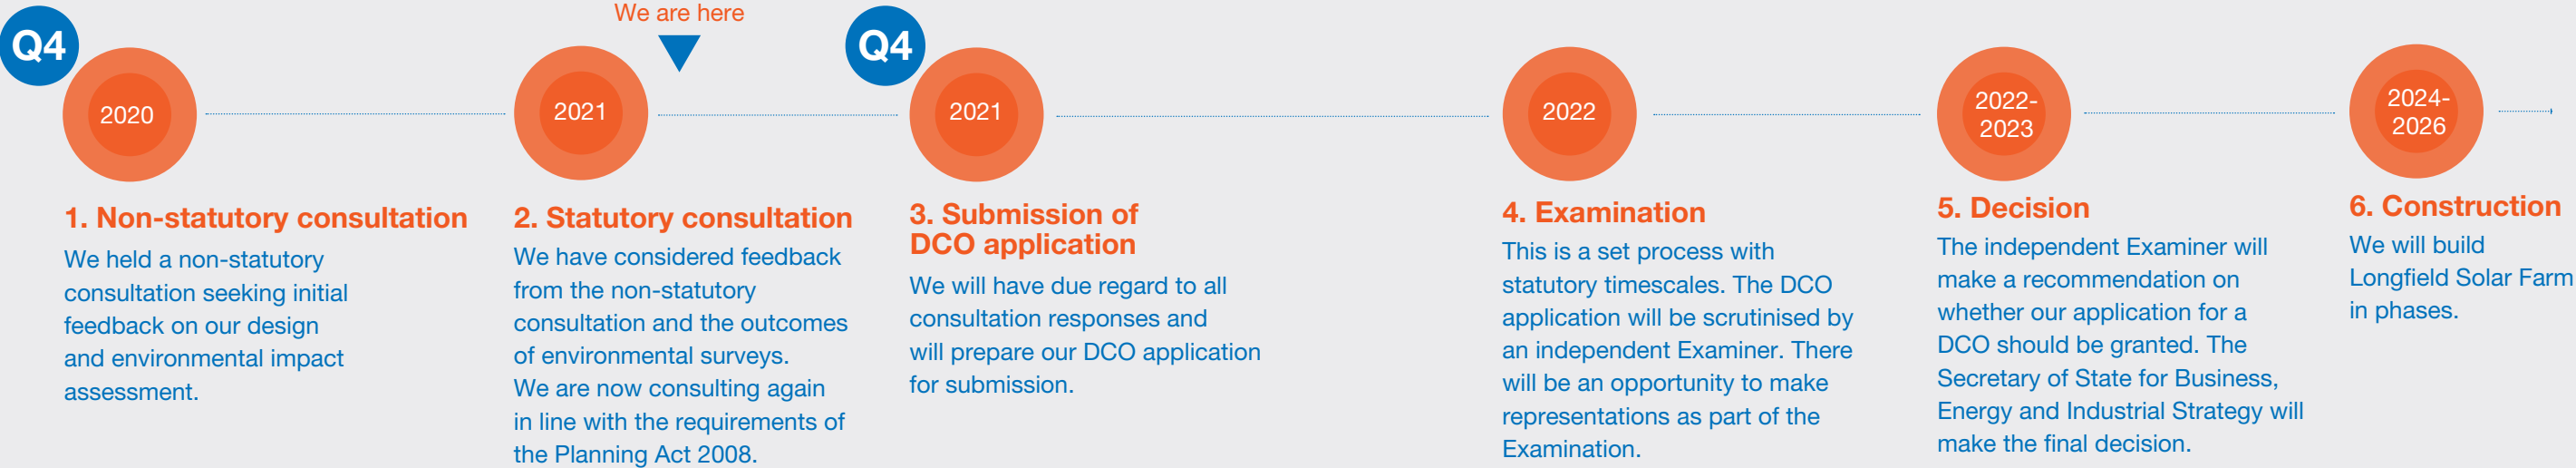 We are here
Q4
2020
1. Non-statutory consultation
We held a non-statutory
consultation seeking initial
feedback on our design
and environmental impact
assessment.
2021
2. Statutory consultation
We have considered feedback
from the non-statutory
consultation and the outcomes
of environmental surveys.
We are now consulting again
in line with the requirements of
the Planning Act 2008.
Q4
2021
3. Submission of
DCO application
We will have due regard to all
consultation responses and
will prepare our DCO application
for submission.
2022
4. Examination
This is a set process with
statutory timescales. The DCO
application will be scrutinised by
an independent Examiner. There
will be an opportunity to make
representations as part of the
Examination.
2022-
2023
5. Decision
The independent Examiner will
make a recommendation on
whether our application for a
DCO should be granted. The
Secretary of State for Business,
Energy and Industrial Strategy will
make the final decision.
2024-
2026
6. Construction
We will build
Longfield Solar Farm
in phases.